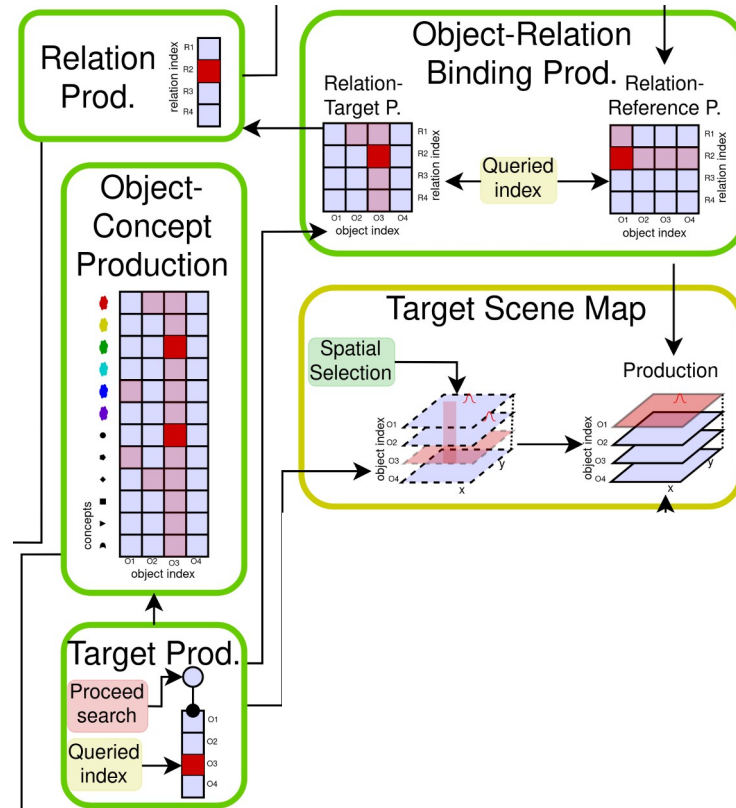 Relation
Prod.
relation index
R1
R2
R3
R4
Object-Relation
Binding Prod.
Relation-
Target P.
R1
R2
R3
R4
relation index
O1 O2 O3 O4
object index
Queried
index
Relation-
Reference P.
R1
R2
R3
R4
relation index
O1 O2 O3 O4
object index
Object-
Concept
Production
concepts
O1 O2 O3 O4
object index
Target Scene Map
Spatial
Selection
object index
O1
O2
O3
O4
x
y
Production
object index
O1
O2
O3
O4
x
y
Target Prod.
Proceed
search
Queried
index
O1
O2
O3
O4